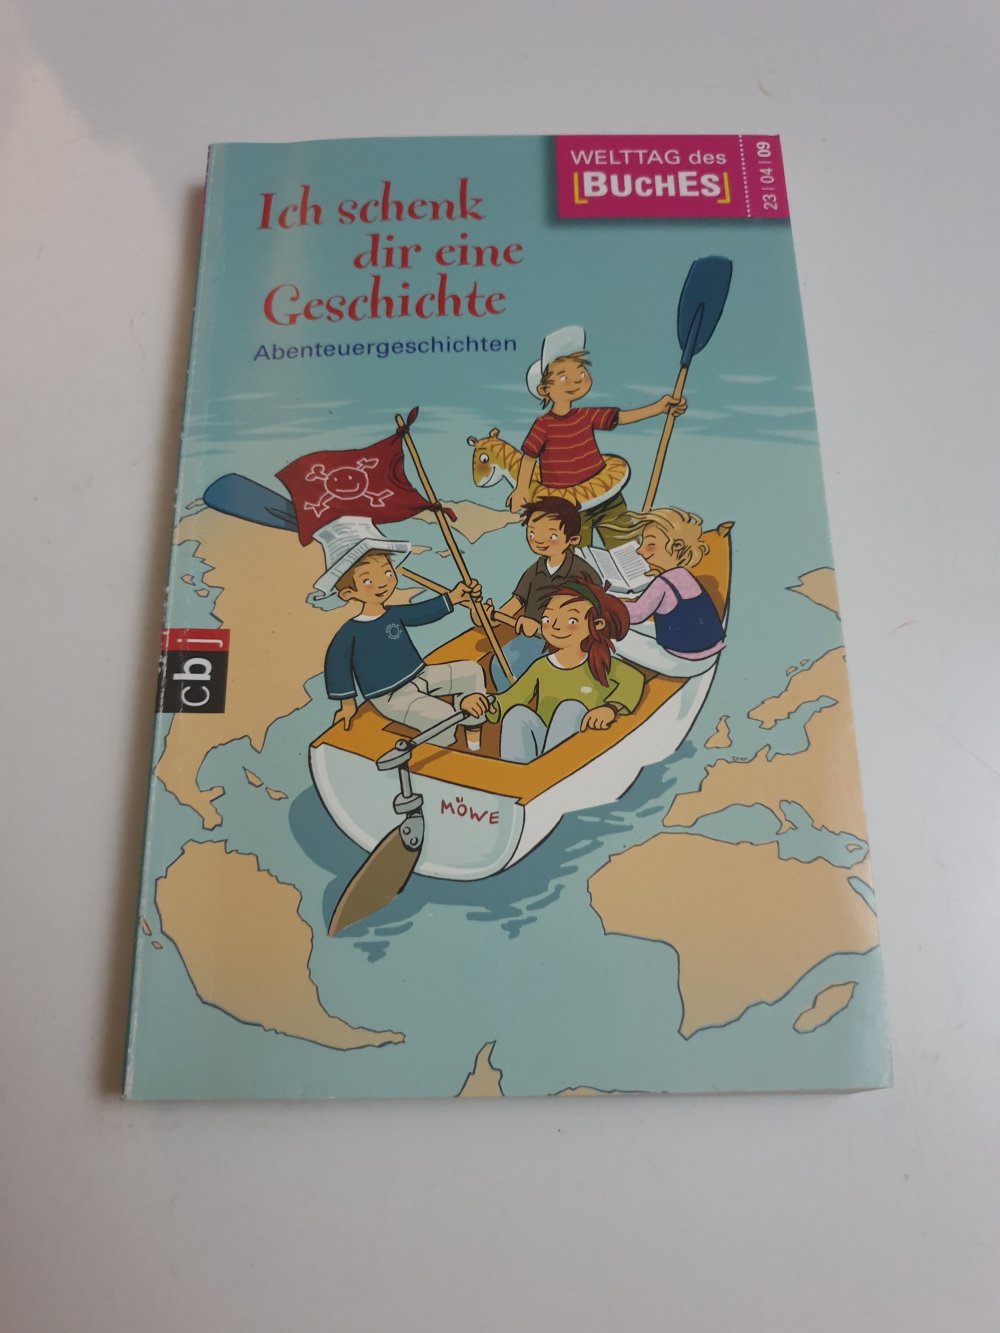 WELTTAG des
[BUCHES]
23 | 04 | 09
Ich schenk
dir eine
Geschichte
Abenteuergeschichten
cbj
MÖWE